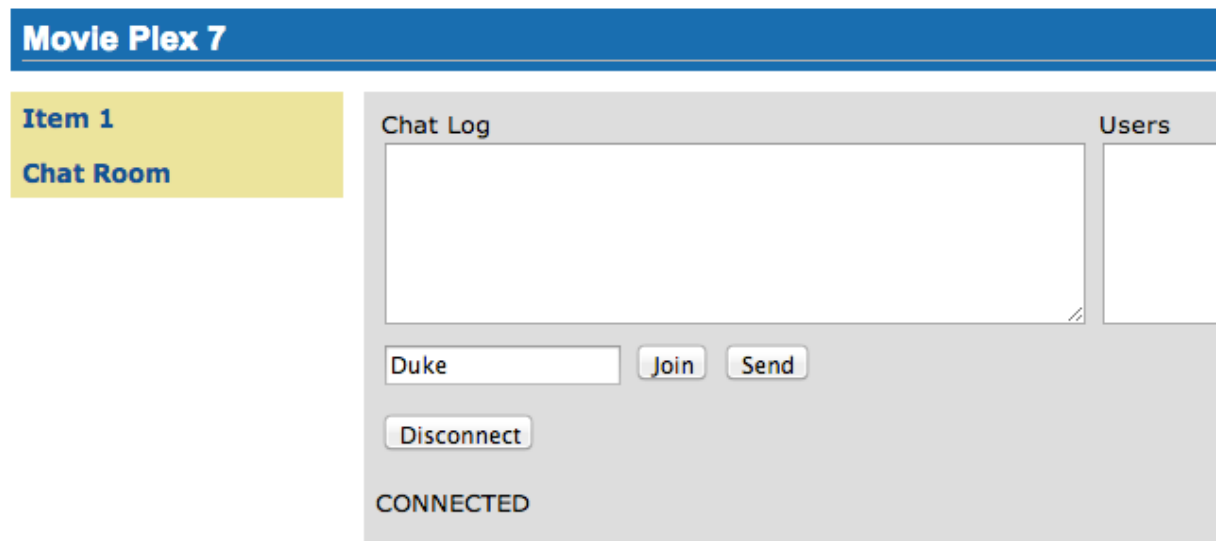 Movie Plex 7
Item 1
Chat Room
Chat Log
Users
Duke
Join
Send
Disconnect
CONNECTED